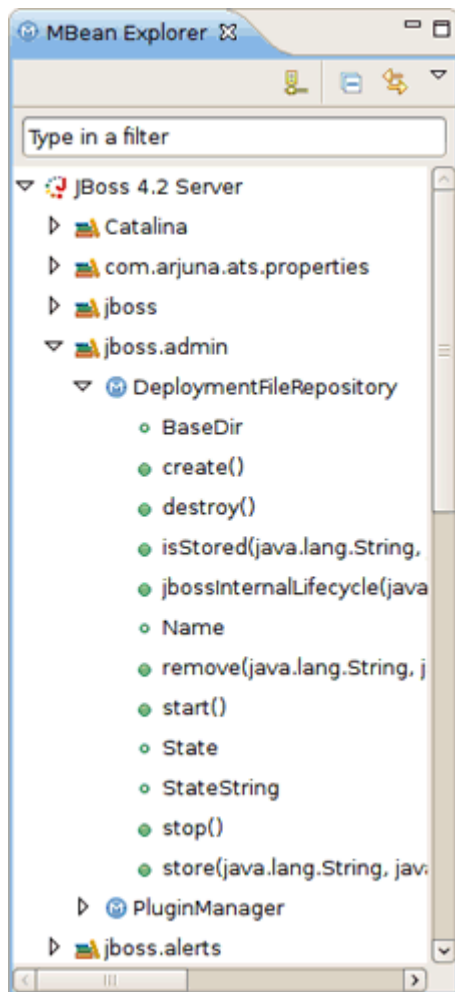 MBean Explorer
Type in a filter
JBoss 4.2 Server
Catalina
com.arjuna.ats.properties
jboss
jboss.admin
DeploymentFileRepository
BaseDir
create()
destroy()
isStored(java.lang.String,
jbossInternalLifecycle(java
Name
remove(java.lang.String, j
start()
State
StateString
stop()
store(java.lang.String, java
PluginManager
jboss.alerts